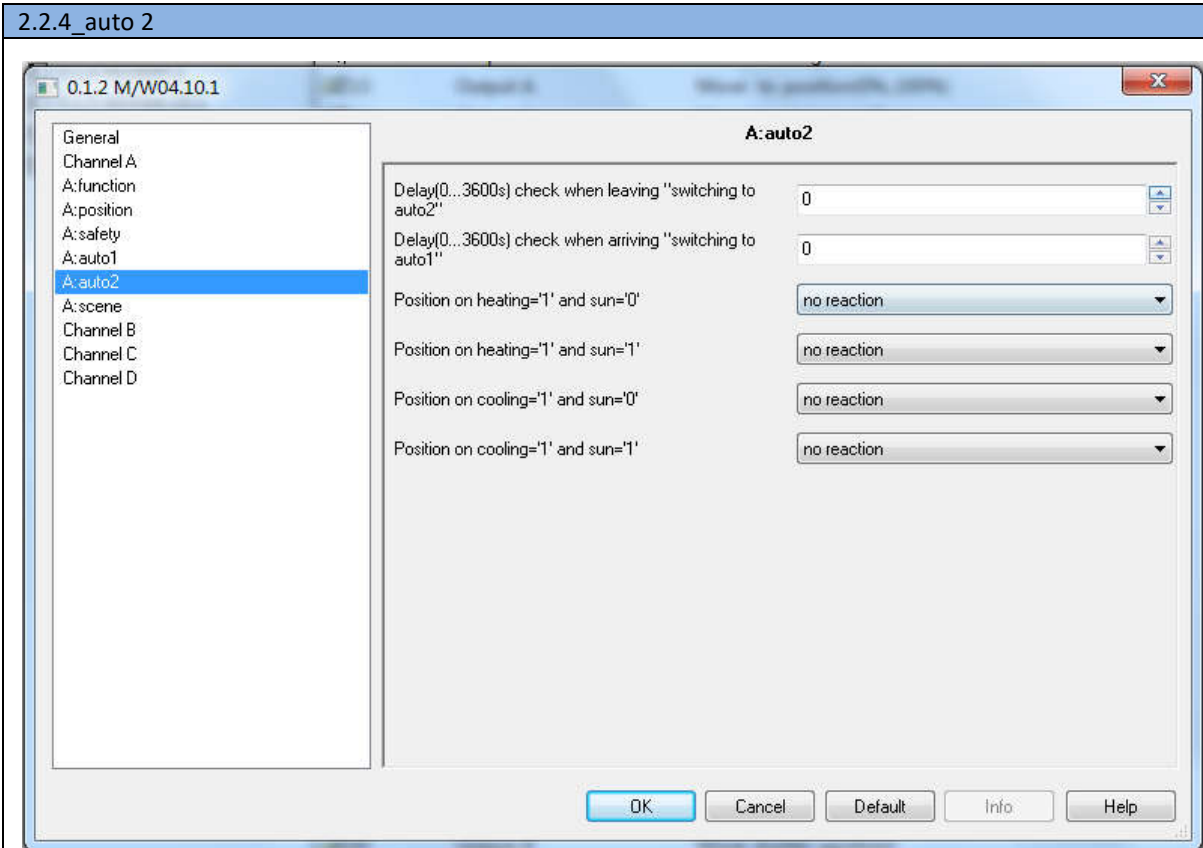 2.2.4_auto 2
0.1.2 M/W04.10.1
General
Channel A
A:function
A:position
A:safety
A:auto1
A:auto2
A:scene
Channel B
Channel C
Channel D
A:auto2
Delay(0...3600s) check when leaving "switching to
auto2"
0
Delay(0...3600s) check when arriving "switching to
auto1"
0
Position on heating='1' and sun='0'
no reaction
Position on heating='1' and sun='1'
no reaction
Position on cooling='1' and sun='0'
no reaction
Position on cooling='1' and sun='1'
no reaction
OK
Cancel
Default
Info
Help